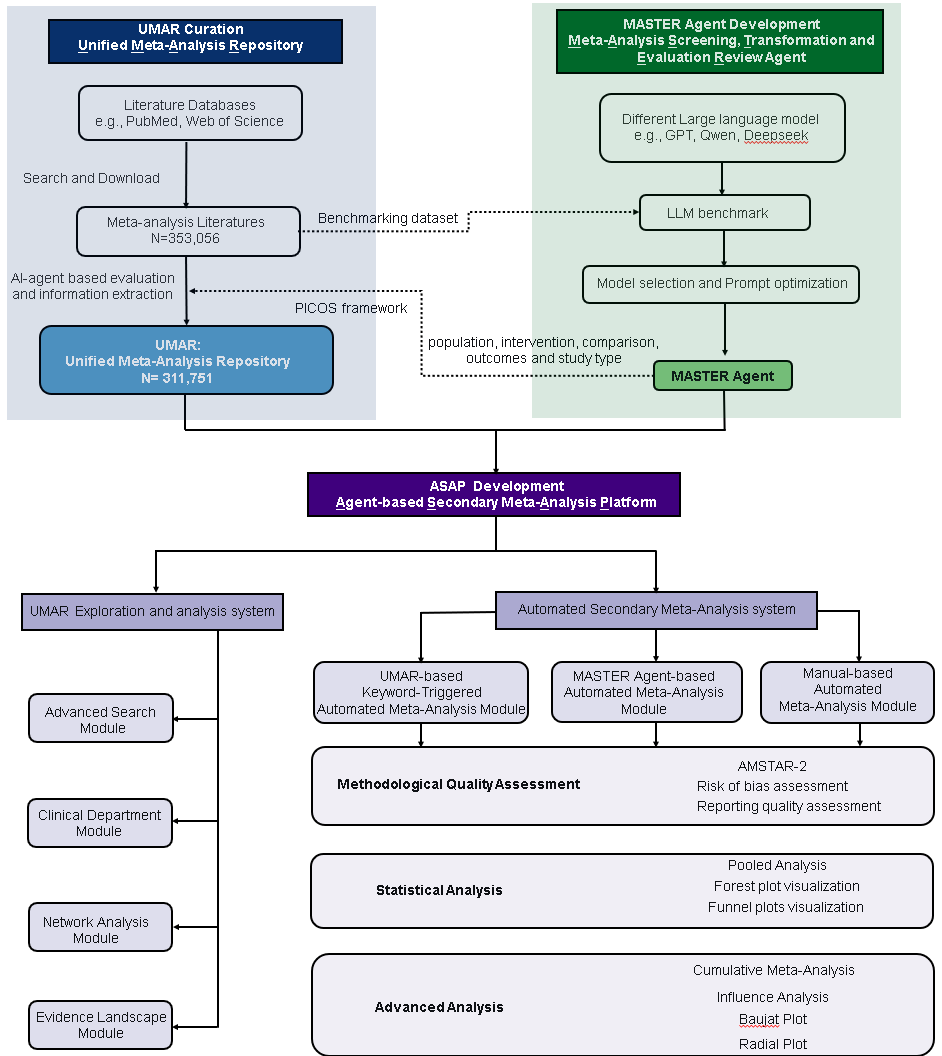 UMAR Curation
Unified Meta-Analysis Repository
Literature Databases
e.g., PubMed, Web of Science
Search and Download
Meta-analysis Literatures
N=353,056
AI-agent based evaluation
and information extraction
UMAR:
Unified Meta-Analysis Repository
N= 311,751
Benchmarking dataset
PICOS framework
population, intervention, comparison,
outcomes and study type
MASTER Agent Development
Meta-Analysis Screening, Transformation and
Evaluation Review Agent
Different Large language model
e.g., GPT, Qwen, Deepseek
LLM benchmark
Model selection and Prompt optimization
MASTER Agent
ASAP Development
Agent-based Secondary Meta-Analysis Platform
UMAR Exploration and analysis system
Advanced Search
Module
Clinical Department
Module
Network Analysis
Module
Evidence Landscape
Module
Automated Secondary Meta-Analysis system
UMAR-based
Keyword-Triggered
Automated Meta-Analysis Module
MASTER Agent-based
Automated Meta-Analysis
Module
Manual-based
Automated
Meta-Analysis Module
Methodological Quality Assessment
AMSTAR-2
Risk of bias assessment
Reporting quality assessment
Statistical Analysis
Pooled Analysis
Forest plot visualization
Funnel plots visualization
Advanced Analysis
Cumulative Meta-Analysis
Influence Analysis
Baujat Plot
Radial Plot